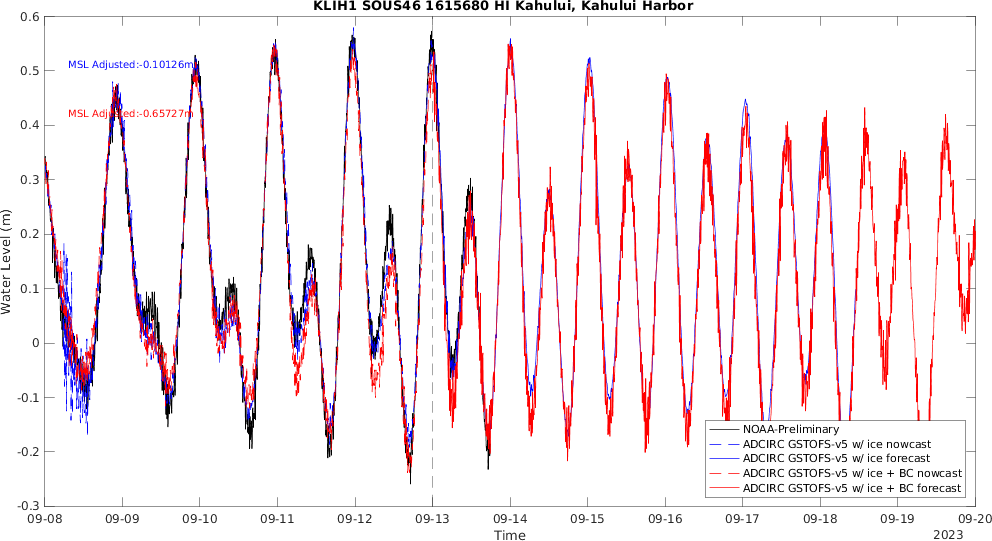 KLIH1 SOUS46 1615680 HI Kahului, Kahului Harbor
0.6
0.5
0.4
0.3
0.2
0.1
0
-0.1
-0.2
-0.3
Water Level (m)
MSL Adjusted:-0.10126m
MSL Adjusted:-0.65727m
NOAA-Preliminary
ADCIRC GSTOFS-v5 w/ ice nowcast
ADCIRC GSTOFS-v5 w/ ice forecast
ADCIRC GSTOFS-v5 w/ ice + BC nowcast
ADCIRC GSTOFS-v5 w/ ice + BC forecast
09-08 09-09 09-10 09-11 09-12 09-13 09-14 09-15 09-16 09-17 09-18 09-19 09-20
Time
2023